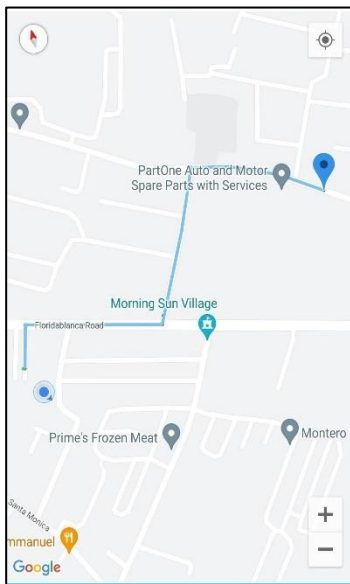 PartOne Auto and Motor
Spare Parts with Services
Morning Sun Village
Floridablanca Road
Prime's Frozen Meat
Montero
Santa Monica
mmanuel
Google